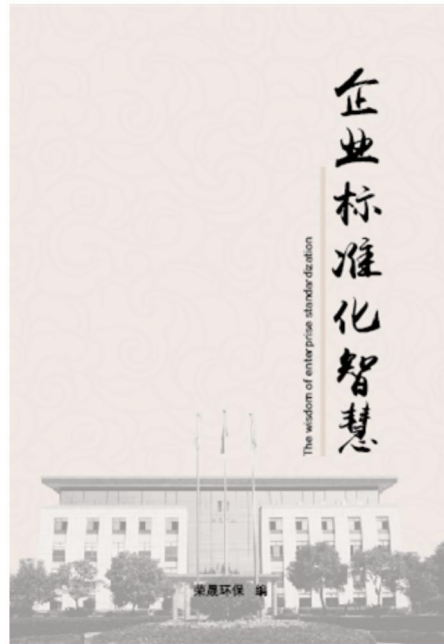 企业标准化智慧
The wisdom of enterprise standardization
荣晟环保 编